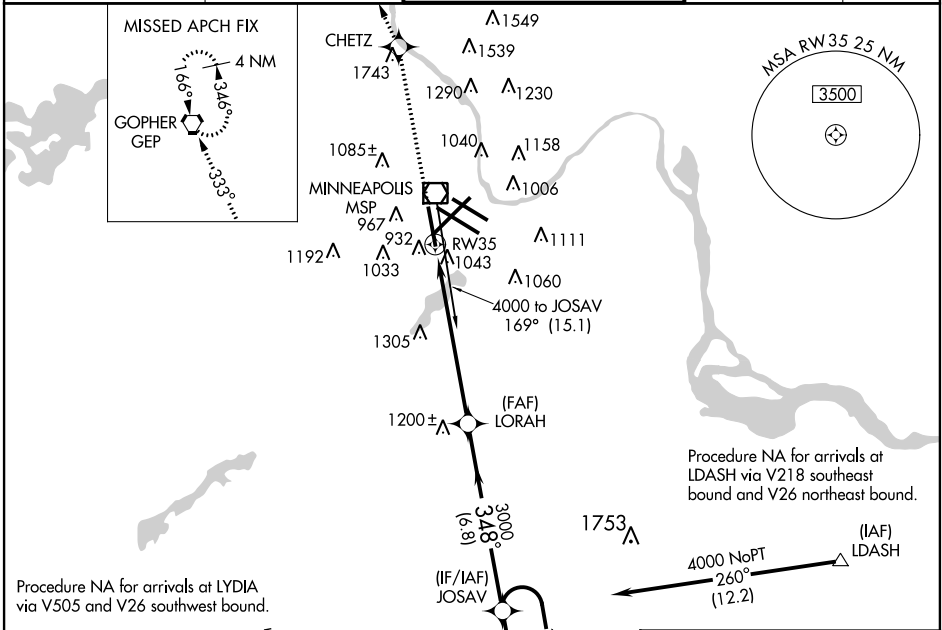 MISSED APCH FIX
4 NM
166°
346°
GOPHER
GEP
333°
CHETZ
1743
1549
1539
1290
1230
1040
1158
1085±
1006
MINNEAPOLIS
MSP
967
932
RW35
1111
1192
1033
1043
1060
4000 to JOSAV
169° (15.1)
1305
(FAF)
LORAH
1200±
MSA RW35 25 NM
3500
Procedure NA for arrivals at
LDASH via V218 southeast
bound and V26 northeast bound.
3000
348°
(6.8)
1753
(IAF)
LDASH
4000 NoPT
260°
(12.2)
(IF/IAF)
JOSAV
Procedure NA for arrivals at LYDIA
via V505 and V26 southwest bound.